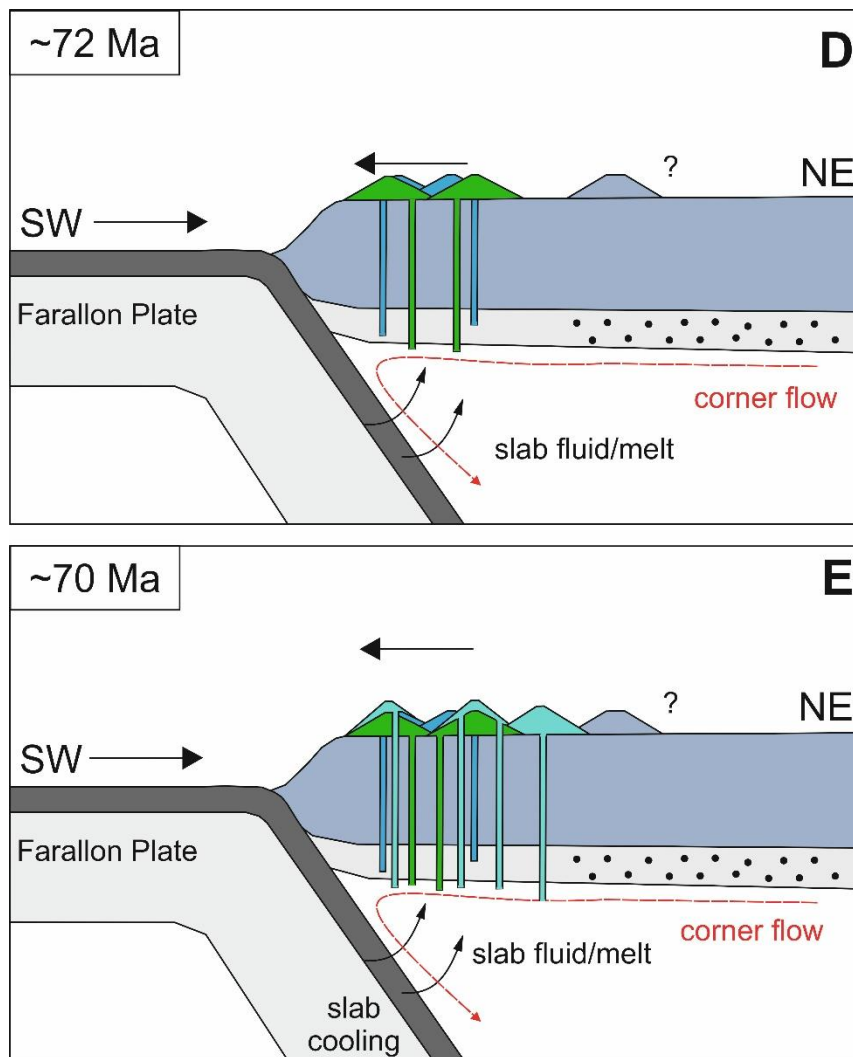 ~72 Ma
D
?
NE
SW
Farallon Plate
corner flow
slab fluid/melt
~70 Ma
E
?
NE
SW
Farallon Plate
corner flow
slab fluid/melt
slab
cooling